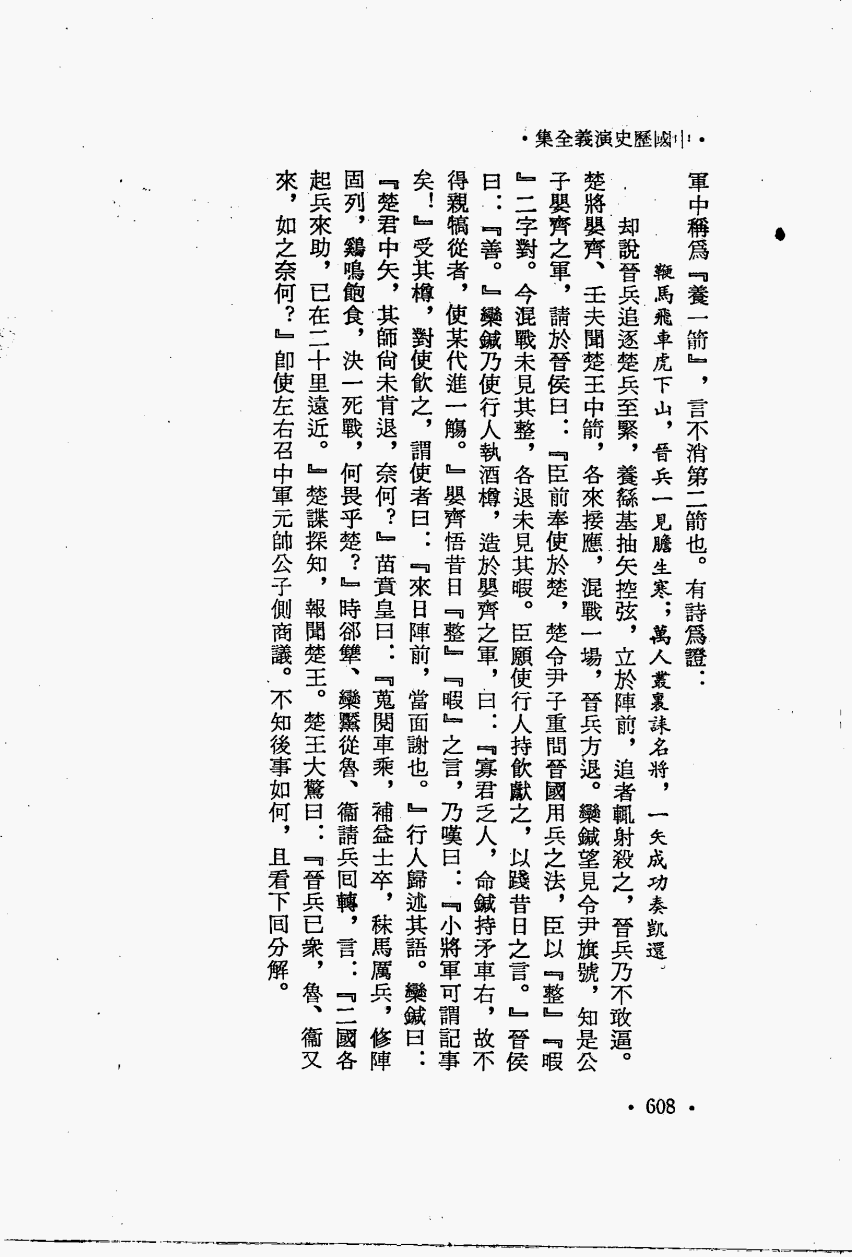 ·中國歷史演義全集·
軍中稱爲『養一箭』，言不消第二箭也。有詩爲證：
鞭馬飛車虎下山，晉兵一見膽生寒；萬人叢裏誅名將，一矢成功奏凱還。
却說晉兵追逐楚兵至緊，養繇基抽矢控弦，立於陣前，追者輒射殺之，晉兵乃不敢逼。
楚將嬰齊、壬夫聞楚王中箭，各來接應，混戰一場，晉兵方退。欒鍼望見令尹旗號，知是公
子嬰齊之軍，請於晉侯曰：『臣前奉使於楚，楚令尹子重問晉國用兵之法，臣以『整』『暇
』二字對。今混戰未見其整，各退未見其暇。臣願使行人持飲獻之，以踐昔日之言。』晉侯
曰：『善。』欒鍼乃使行人執酒樽，造於嬰齊之軍，曰：『寡君乏人，命鍼持矛車右，故不
得親犒從者，使某代進一觴。』嬰齊悟昔日『整』『暇』之言，乃嘆曰：『小將軍可謂記事
矣！』受其樽，對使飲之，謂使者曰：『來日陣前，當面謝也。』行人歸述其語。欒鍼曰：
『楚君中矢，其師尙未肯退，奈何？』苗賁皇曰：『蒐閱車乘，補益士卒，秣馬厲兵，修陣
固列，鷄鳴飽食，決一死戰，何畏乎楚？』時郤犨、欒黶從魯、衞請兵囘轉，言：『二國各
起兵來助，已在二十里遠近。』楚諜探知，報聞楚王。楚王大驚曰：『晉兵已衆，魯、衞又
來，如之奈何？』卽使左右召中軍元帥公子側商議。不知後事如何，且看下囘分解。
·608·